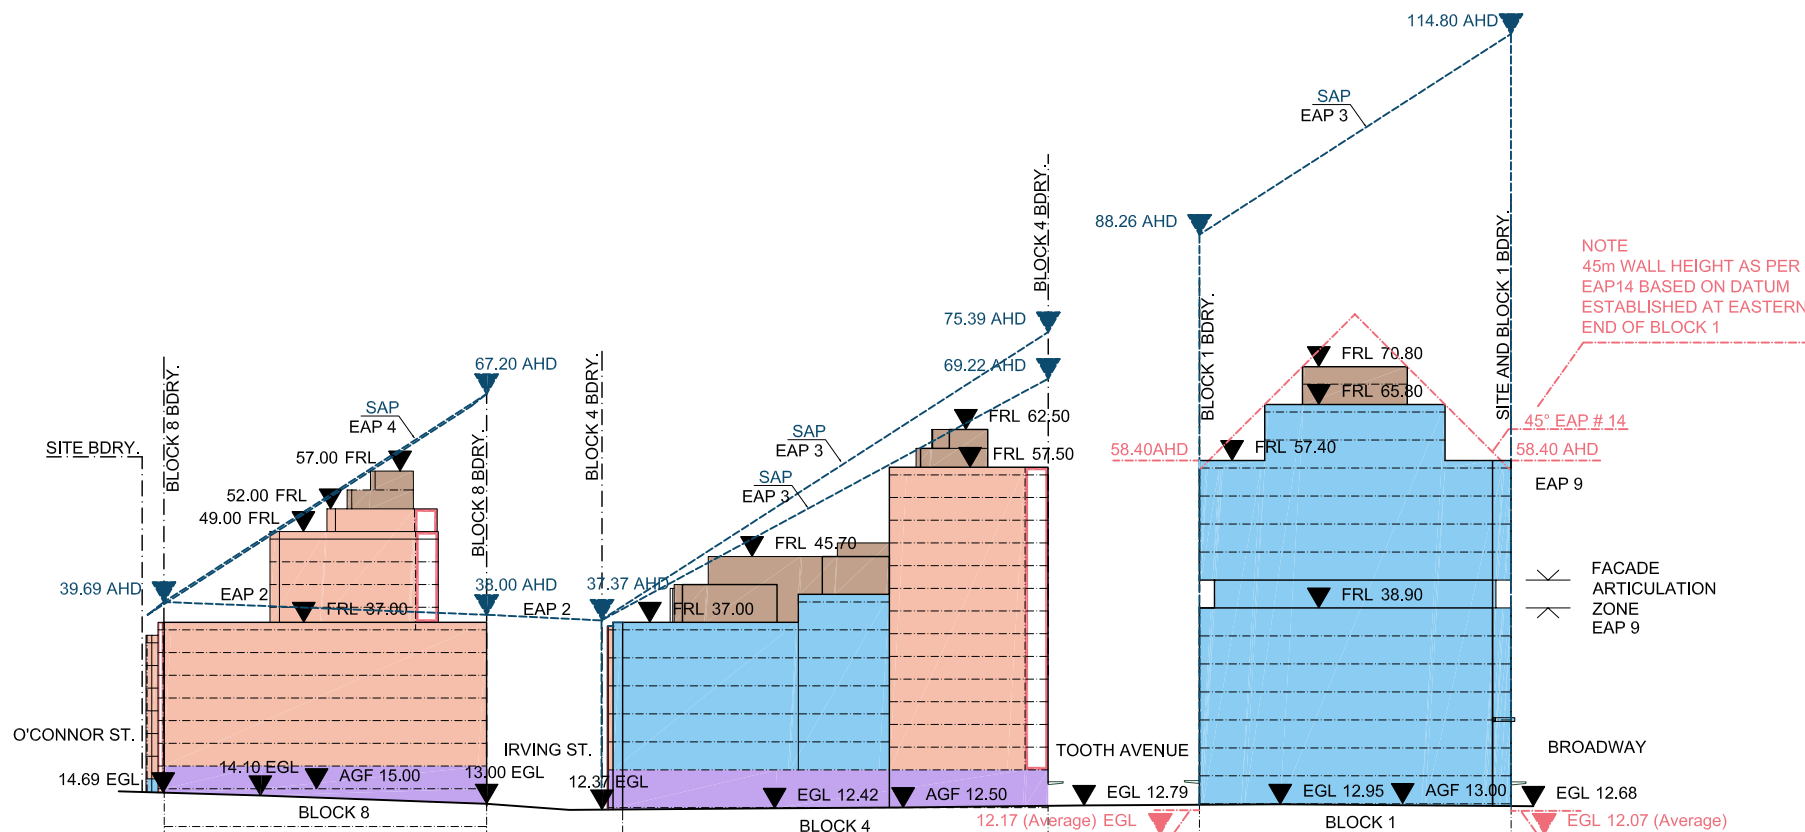 114.80 AHD
SAP
EAP 3
88.26 AHD
BLOCK 4 BDRY.
SITE AND BLOCK 1 BDRY.
NOTE
45m WALL HEIGHT AS PER
EAP14 BASED ON DATUM
ESTABLISHED AT EASTERN
END OF BLOCK 1
BLOCK 1 BDRY.
75.39 AHD
69.22 AHD
FRL 70.80
FRL 65.80
67.20 AHD
BLOCK 8 BDRY.
BLOCK 4 BDRY.
SAP
EAP 4
SAP
EAP 3
FRL 62.50
45° EAP # 14
SITE BDRY.
BLOCK 8 BDRY.
57.00 FRL
FRL 57.50
58.40AHD
FRL 57.40
58.40 AHD
SAP
EAP 3
EAP 9
52.00 FRL
49.00 FRL
FRL 45.70
FACADE
ARTICULATION
ZONE
EAP 9
39.69 AHD
EAP 2
38.00 AHD
37.37 AHD
FRL 37.00
EAP 2
FRL 37.00
FRL 38.90
O'CONNOR ST.
IRVING ST.
TOOTH AVENUE
BROADWAY
14.69 EGL
14.10 EGL
AGF 15.00
13.00 EGL
12.37 EGL
EGL 12.42
AGF 12.50
EGL 12.79
EGL 12.95
AGF 13.00
EGL 12.68
BLOCK 8
BLOCK 4
12.17 (Average) EGL
BLOCK 1
EGL 12.07 (Average)